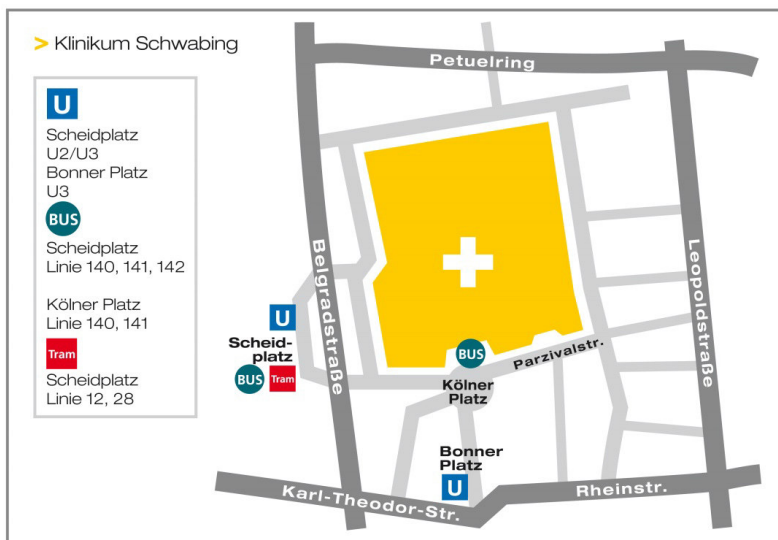 > Klinikum Schwabing
U
Scheidplatz
U2/U3
Bonner Platz
U3
BUS
Scheidplatz
Linie 140, 141, 142
Kölner Platz
Linie 140, 141
Tram
Scheidplatz
Linie 12, 28
Petuelring
Belgradstraße
Leopoldstraße
U
Scheid-
platz
BUS Tram
BUS
Kölner
Platz
Parzivalstr.
Bonner
Platz
U
Karl-Theodor-Str.
Rheinstr.